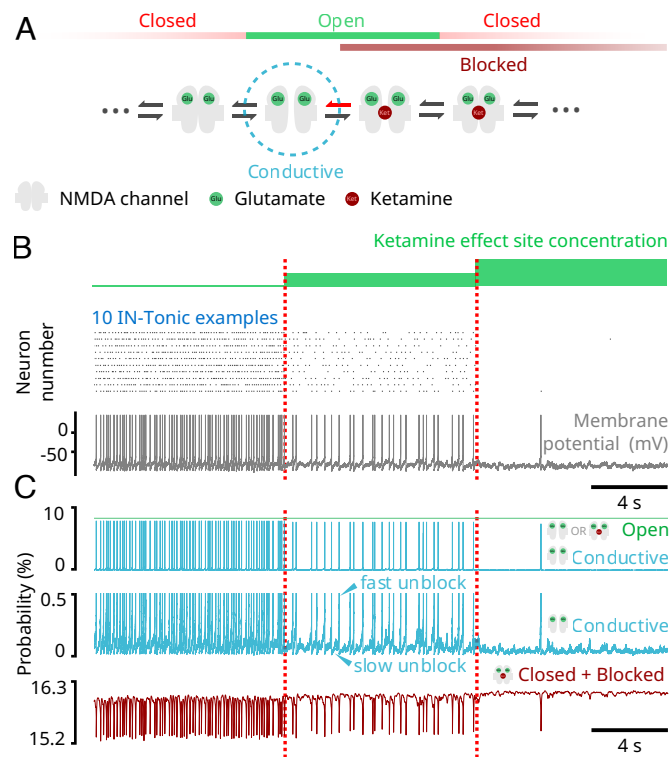 A
Closed Open Closed
Blocked
Glu Glu Glu Glu Glu Glu Glu Glu
Ket Ket
Conductive
NMDA channel Glu Glutamate Ket Ketamine
B
Ketamine effect site concentration
10 IN-Tonic examples
Neuron
nunmber
Membrane
potential (mV)
0
-50
4 s
C
10
OR Open
Conductive
0
Probability (%)
fast unblock
0.5
Conductive
0
slow unblock
Closed + Blocked
16.3
15.2
4 s